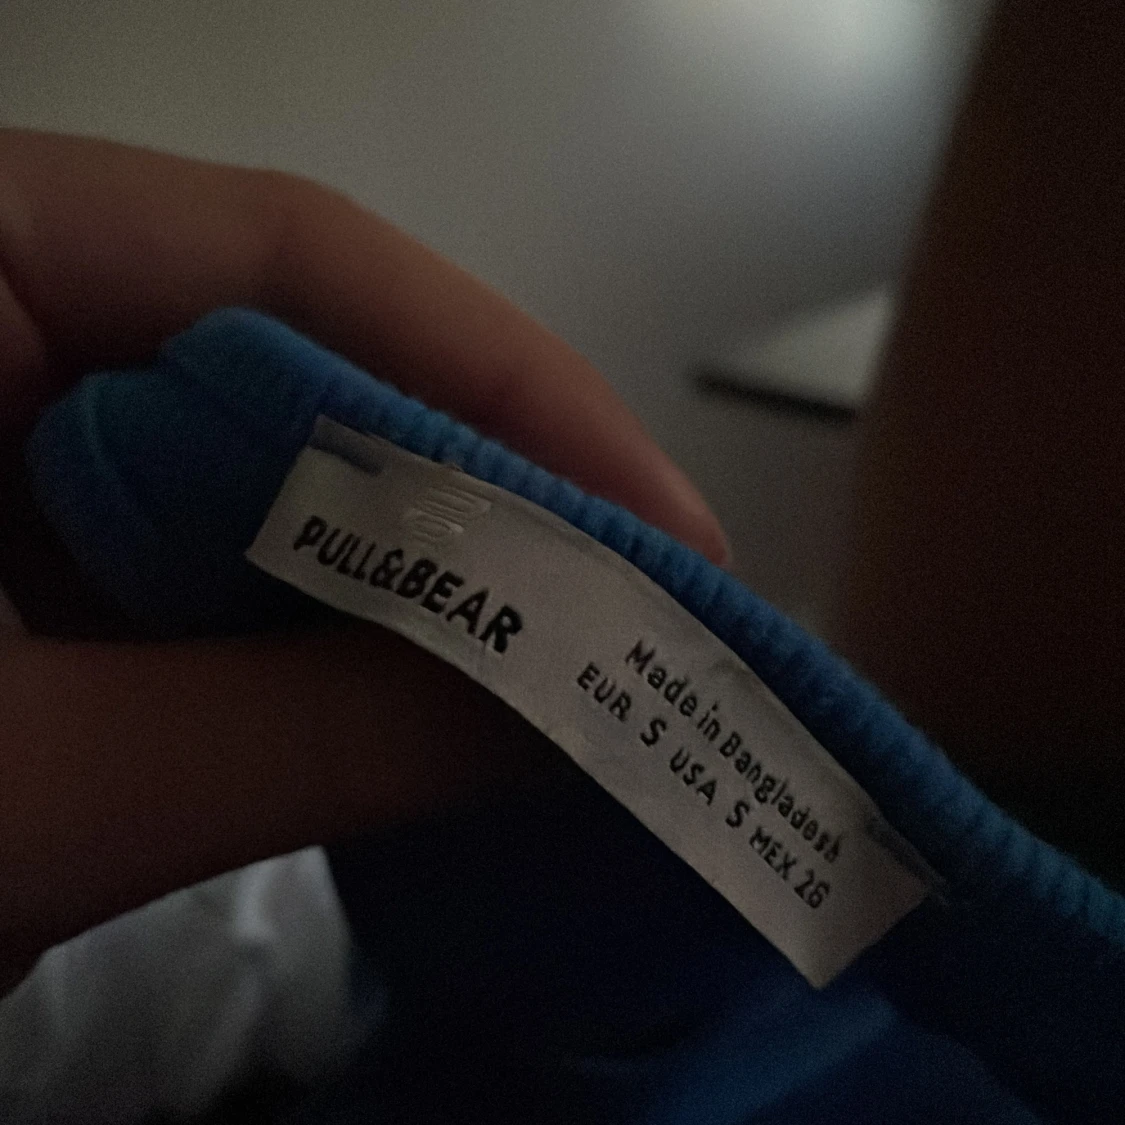 PULL&BEAR
Made in Bangladesh
EUR S USA S MEX 26